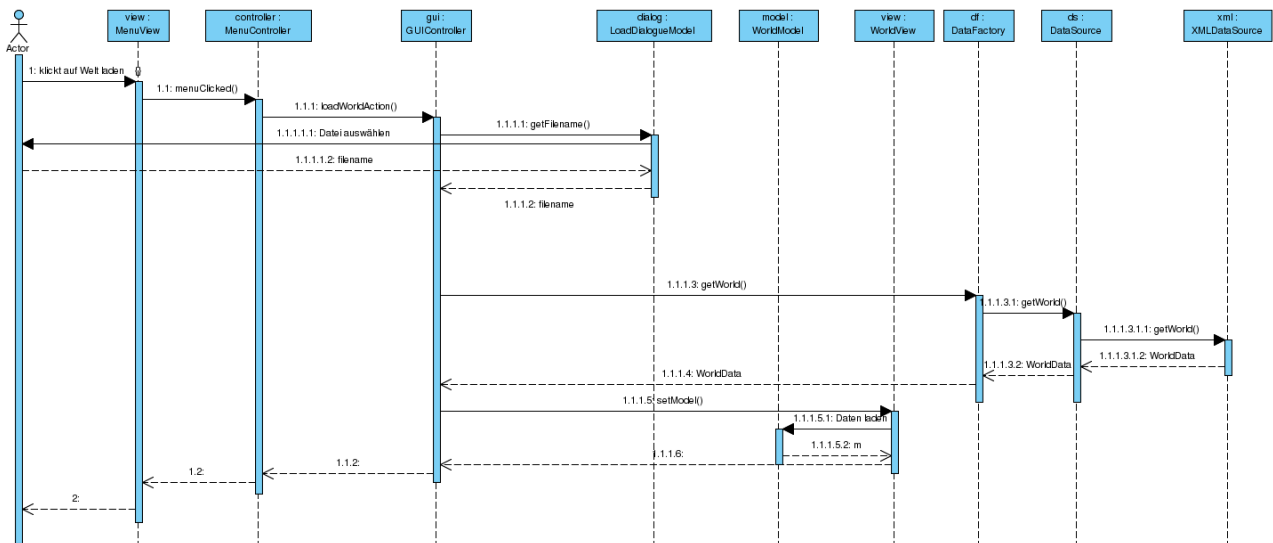 view :
MenuView
controller :
MenuController
gui :
GUIController
dialog :
LoadDialogueModel
model :
WorldModel
view :
WorldView
df :
DataFactory
ds :
DataSource
xml :
XMLDataSource
Actor
1: klickt auf Welt laden ()
1.1: menuClicked()
1.1.1: loadWorldAction()
1.1.1.1: getFilename()
1.1.1.1.1: Datei auswählen
1.1.1.1.2: filename
1.1.1.2: filename
1.1.1.3: getWorld()
1.1.1.3.1: getWorld()
1.1.1.3.1.1: getWorld()
1.1.1.3.1.2: WorldData
1.1.1.3.2: WorldData
1.1.1.4: WorldData
1.1.1.5: setModel()
1.1.1.5.1: Daten laden
1.1.1.5.2: m
1.1.1.6:
1.1.2:
1.2:
2: